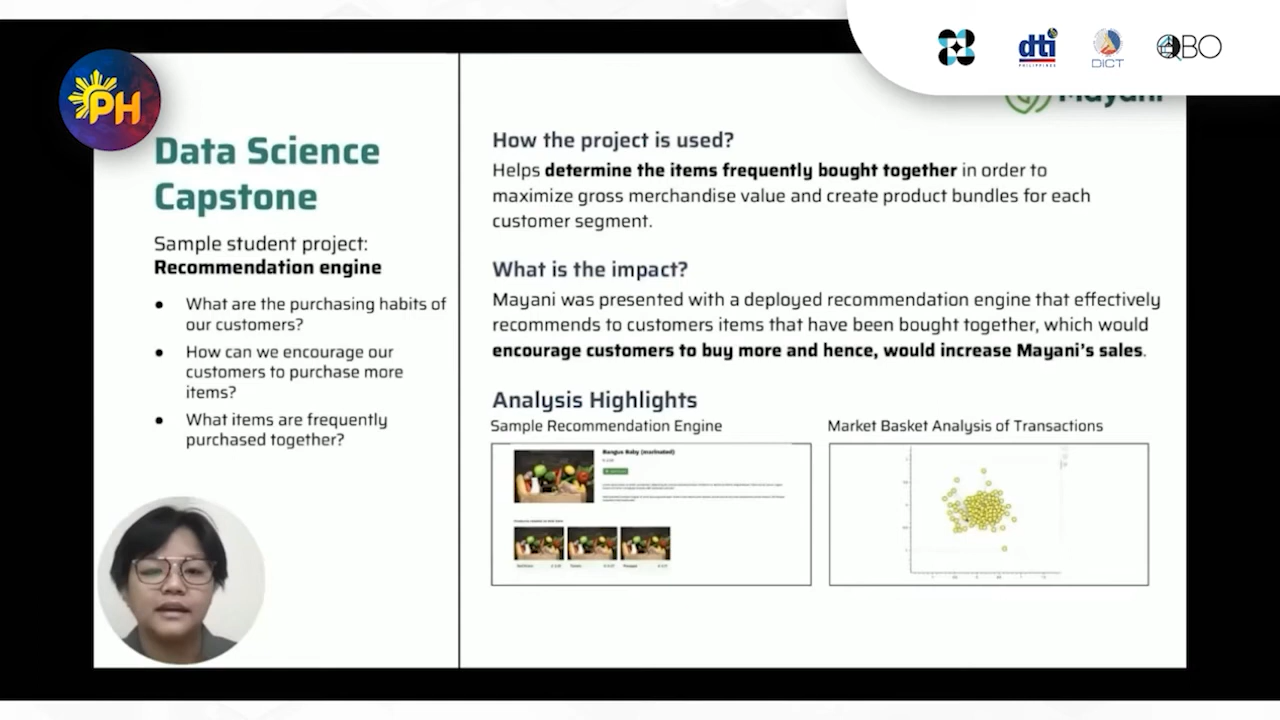 PH
dti
PHILIPPINES
DICT
QBO
Mayani
Data Science
Capstone
Sample student project:
Recommendation engine
• What are the purchasing habits of
our customers?
• How can we encourage our
customers to purchase more
items?
• What items are frequently
purchased together?
How the project is used?
Helps determine the items frequently bought together in order to
maximize gross merchandise value and create product bundles for each
customer segment.
What is the impact?
Mayani was presented with a deployed recommendation engine that effectively
recommends to customers items that have been bought together, which would
encourage customers to buy more and hence, would increase Mayani's sales.
Analysis Highlights
Sample Recommendation Engine
Market Basket Analysis of Transactions
Bangus Baby (marinated)